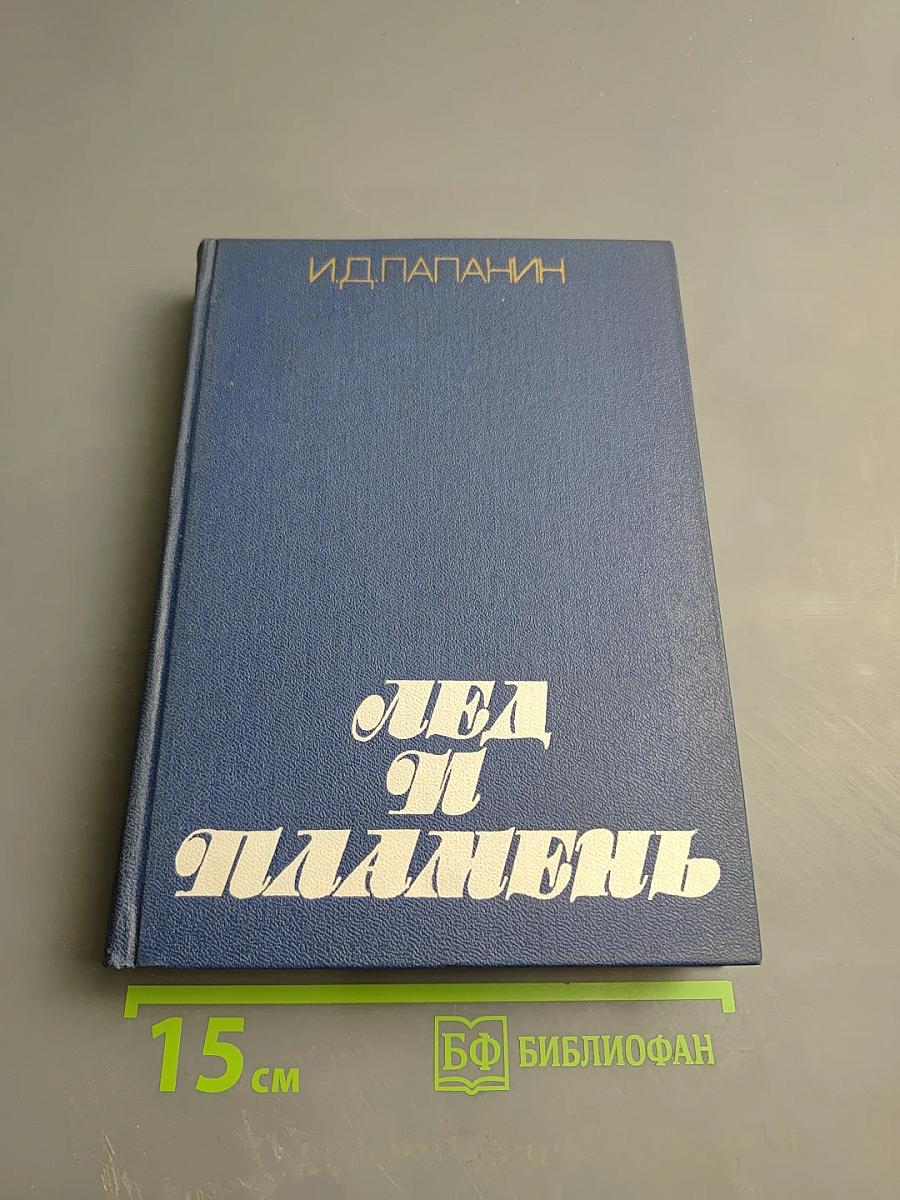 И.Д.ПАПАНИН
ЛЕД
И
ПЛАМЕНЬ
15 см
БФ БИБЛИОФАН